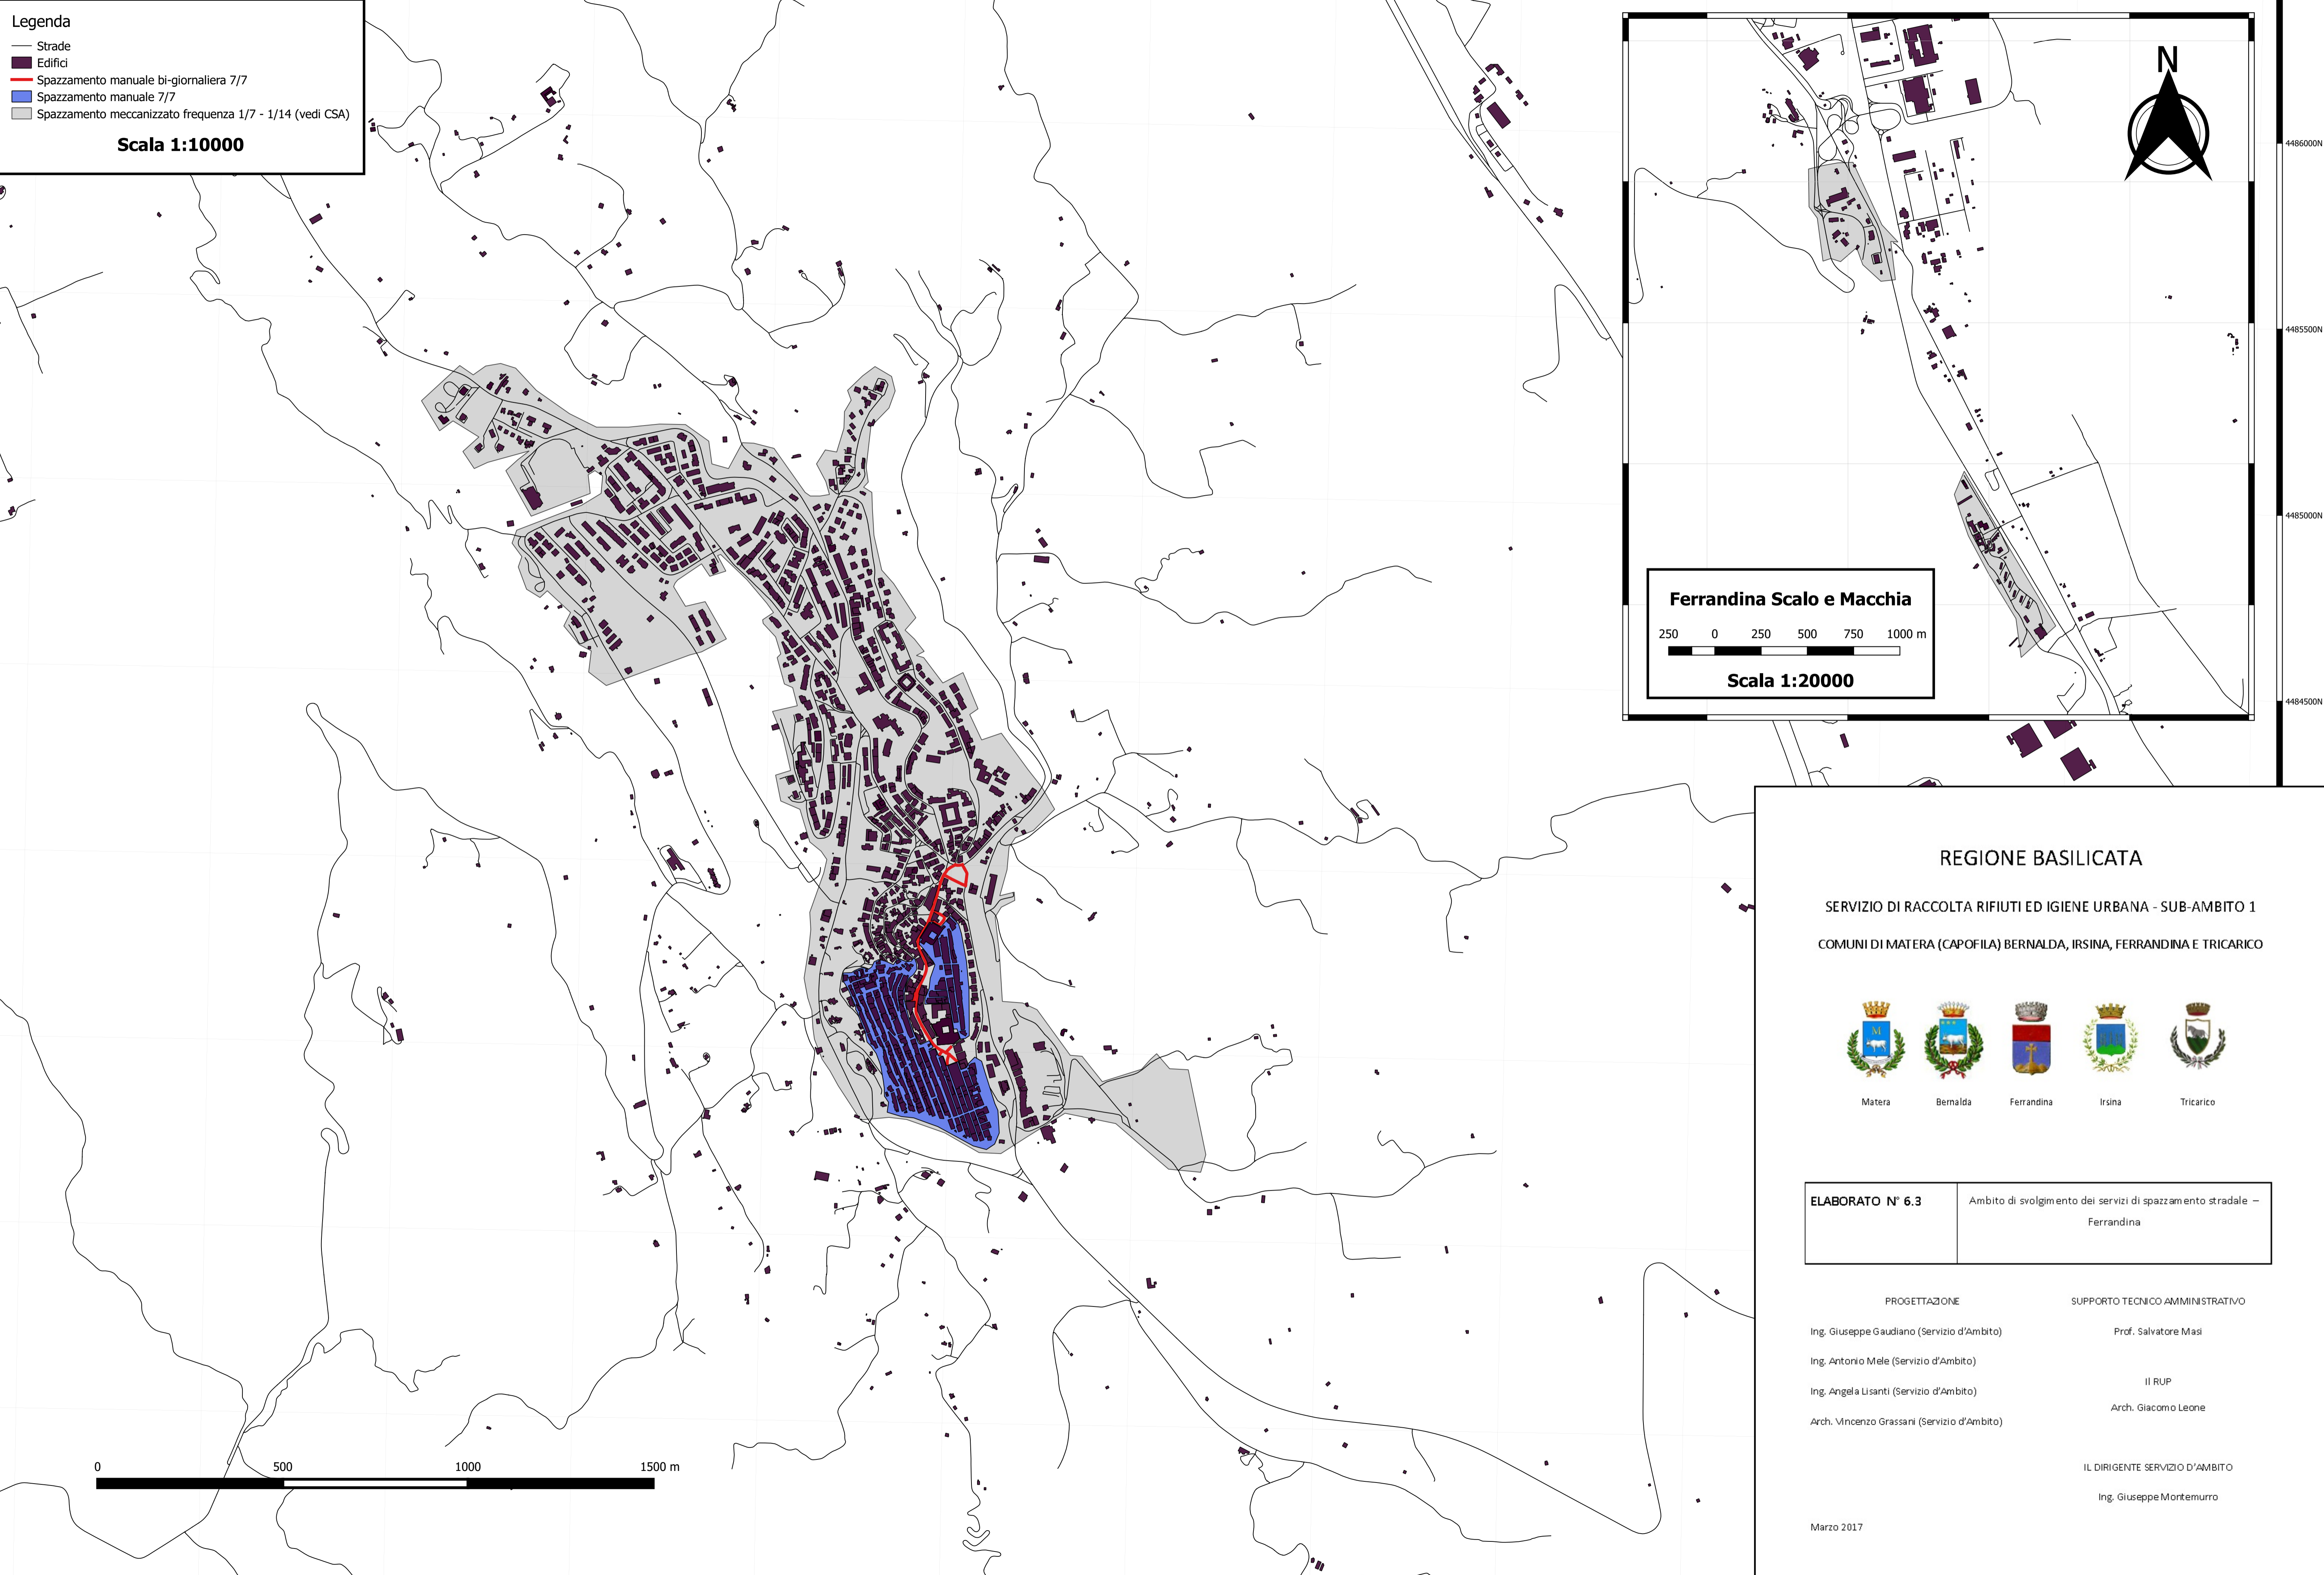 Legenda
Strade
Edifici
Spazzamento manuale bi-giornaliera 7/7
Spazzamento manuale 7/7
Spazzamento meccanizzato frequenza 1/7 - 1/14 (vedi CSA)
Scala 1:10000
N
4486000N
4485500N
4485000N
4484500N
Ferrandina Scalo e Macchia
250 0 250 500 750 1000 m
Scala 1:20000
REGIONE BASILICATA
SERVIZIO DI RACCOLTA RIFIUTI ED IGIENE URBANA - SUB-AMBITO 1
COMUNI DI MATERA (CAPOFILA) BERNALDA, IRSINA, FERRANDINA E TRICARICO
M
Matera Bernalda Ferrandina Irsina Tricarico
ELABORATO N° 6.3
Ambito di svolgimento dei servizi di spazzamento stradale –
Ferrandina
PROGETTAZIONE
Ing. Giuseppe Gaudiano (Servizio d'Ambito)
Ing. Antonio Mele (Servizio d'Ambito)
Ing. Angela Lisanti (Servizio d'Ambito)
Arch. Vincenzo Grassani (Servizio d'Ambito)
SUPPORTO TECNICO AMMINISTRATIVO
Prof. Salvatore Masi
Il RUP
Arch. Giacomo Leone
IL DIRIGENTE SERVIZIO D'AMBITO
Ing. Giuseppe Montemurro
Marzo 2017
0 500 1000 1500 m